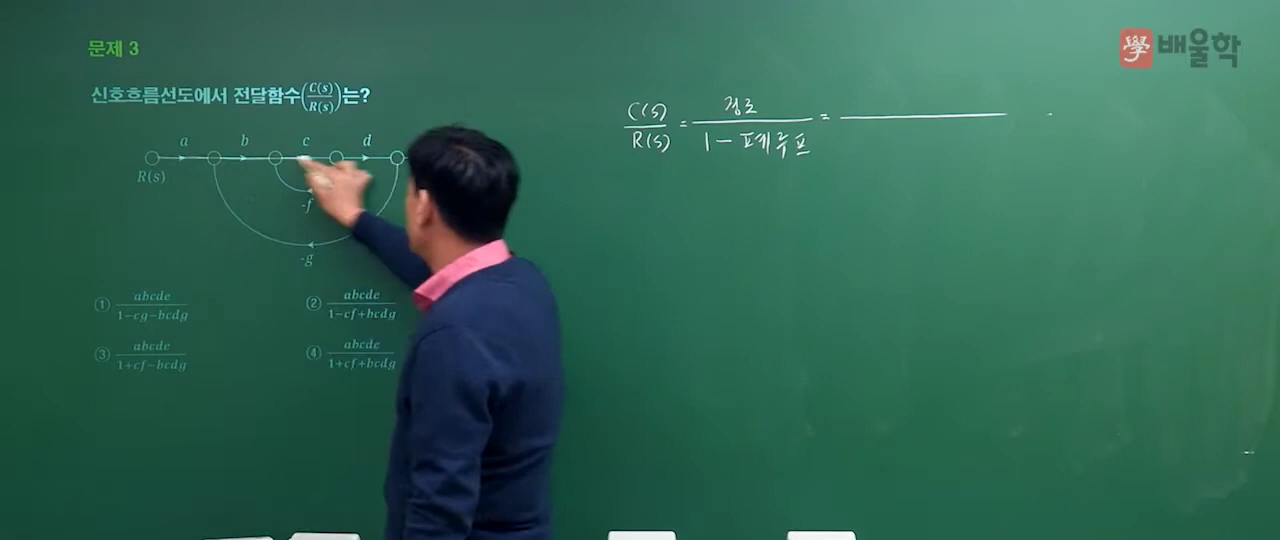 문제 3
學 배울학
신호흐름선도에서 전달함수(C(s)/R(s))는?
a b c d
R(s)
-f
-g
① abcde/1-cg-bcdg
② abcde/1-cf+bcdg
③ abcde/1+cf-bcdg
④ abcde/1+cf+bcdg
C(s)/R(s) = 경로/1-폐루프 =